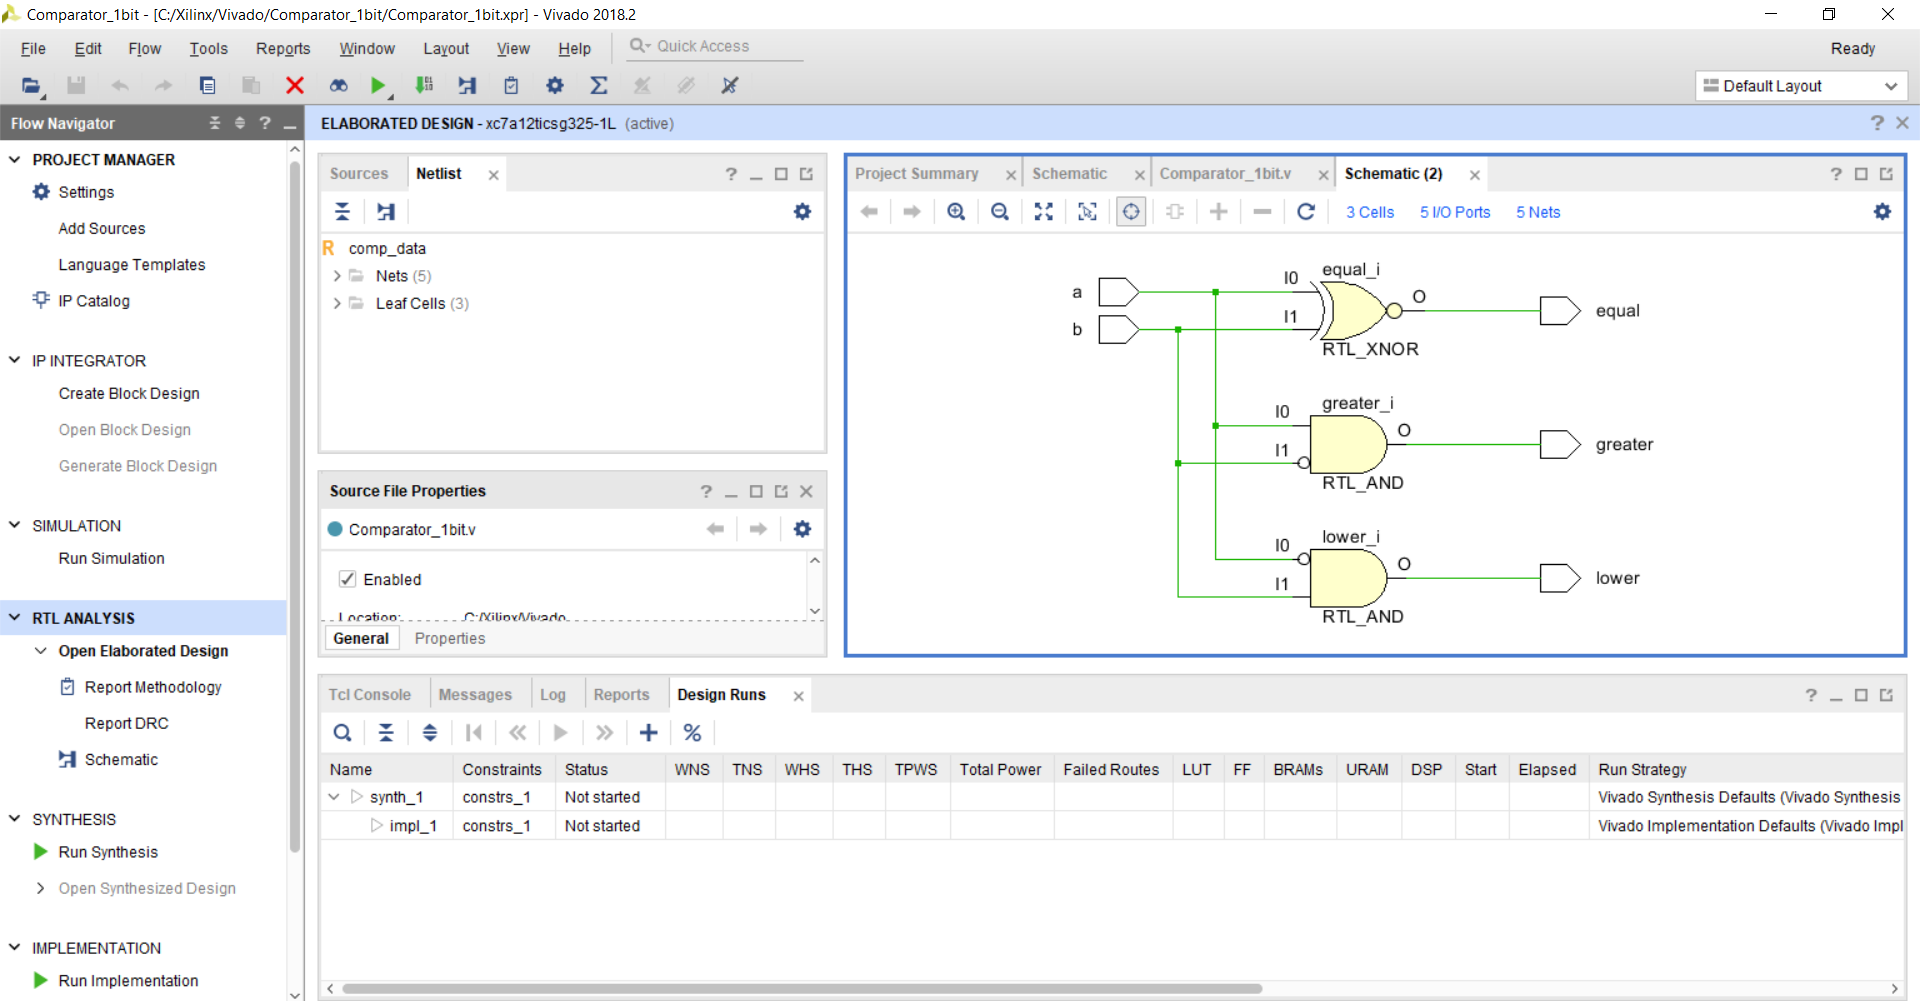 Comparator_1bit - [C:/Xilinx/Vivado/Comparator_1bit/Comparator_1bit.xpr] - Vivado 2018.2
File Edit Flow Tools Reports Window Layout View Help Quick Access Ready
Default Layout
Flow Navigator
PROJECT MANAGER
Settings
Add Sources
Language Templates
IP Catalog
IP INTEGRATOR
Create Block Design
Open Block Design
Generate Block Design
SIMULATION
Run Simulation
RTL ANALYSIS
Open Elaborated Design
Report Methodology
Report DRC
Schematic
SYNTHESIS
Run Synthesis
Open Synthesized Design
IMPLEMENTATION
Run Implementation
ELABORATED DESIGN - xc7a12ticsg325-1L (active)
Sources Netlist
R comp_data
Nets (5)
Leaf Cells (3)
Source File Properties
Comparator_1bit.v
Enabled
Location: C:/Xilinx/Vivado
General Properties
Project Summary Schematic Comparator_1bit.v Schematic (2)
3 Cells 5 I/O Ports 5 Nets
a
b
I0
I1
equal_i
O
RTL_XNOR
equal
I0
I1
greater_i
O
RTL_AND
greater
I0
I1
lower_i
O
RTL_AND
lower
Tcl Console Messages Log Reports Design Runs
Name Constraints Status WNS TNS WHS THS TPWS Total Power Failed Routes LUT FF BRAMs URAM DSP Start Elapsed Run Strategy
synth_1 constrs_1 Not started Vivado Synthesis Defaults (Vivado Synthesis
impl_1 constrs_1 Not started Vivado Implementation Defaults (Vivado Impl